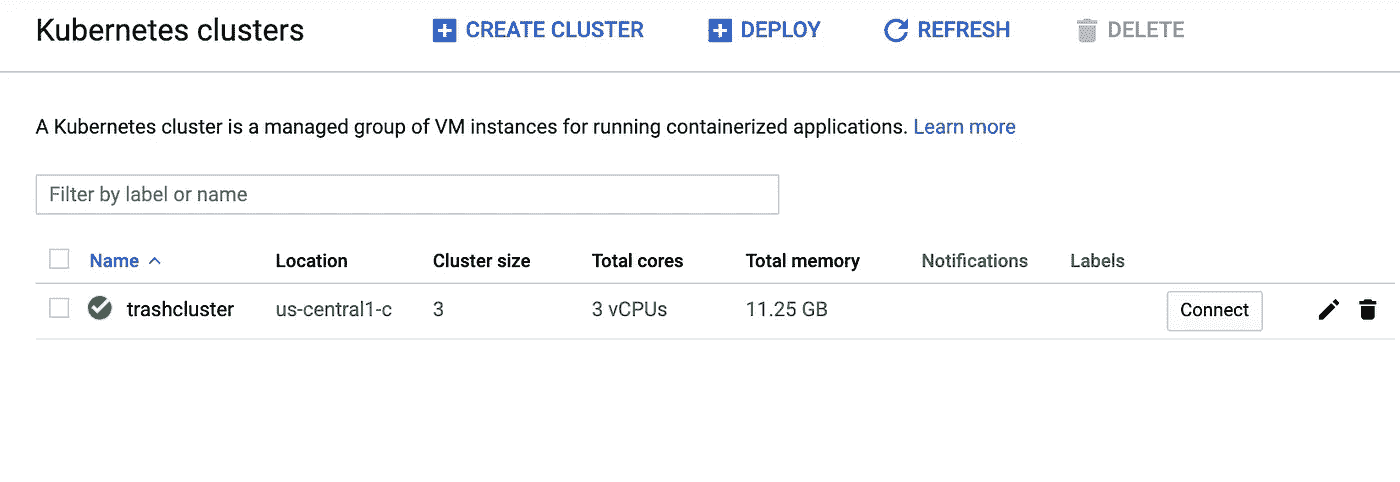 Kubernetes clusters CREATE CLUSTER DEPLOY REFRESH DELETE
A Kubernetes cluster is a managed group of VM instances for running containerized applications. Learn more
Filter by label or name
Name Location Cluster size Total cores Total memory Notifications Labels
trashcluster us-central1-c 3 3 vCPUs 11.25 GB Connect